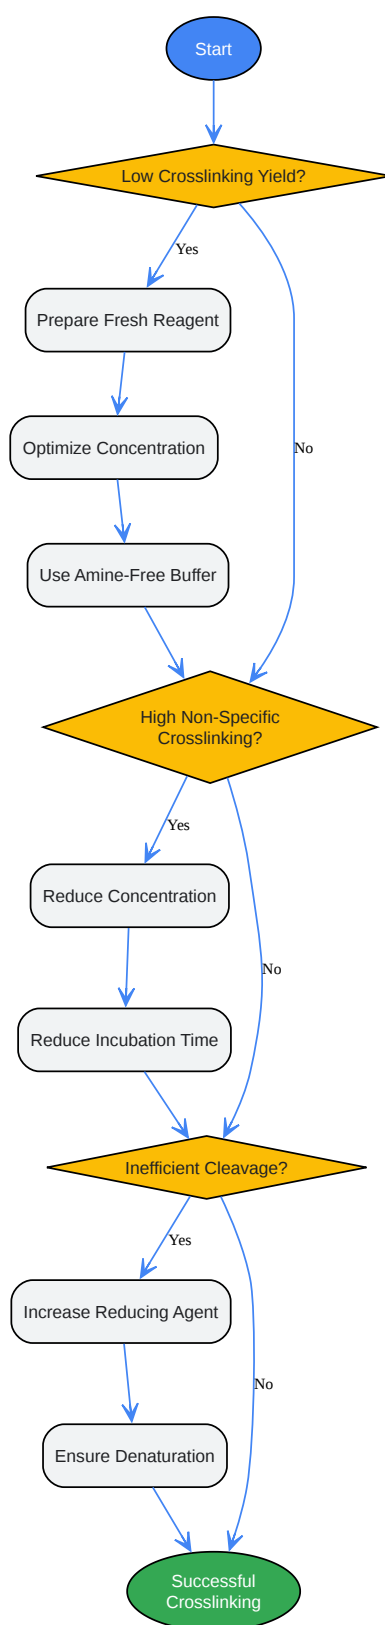 Start
Low Crosslinking Yield?
Yes
Prepare Fresh Reagent
Optimize Concentration
No
Use Amine-Free Buffer
High Non-Specific
Crosslinking?
Yes
Reduce Concentration
No
Reduce Incubation Time
Inefficient Cleavage?
Yes
Increase Reducing Agent
No
Ensure Denaturation
Successful
Crosslinking